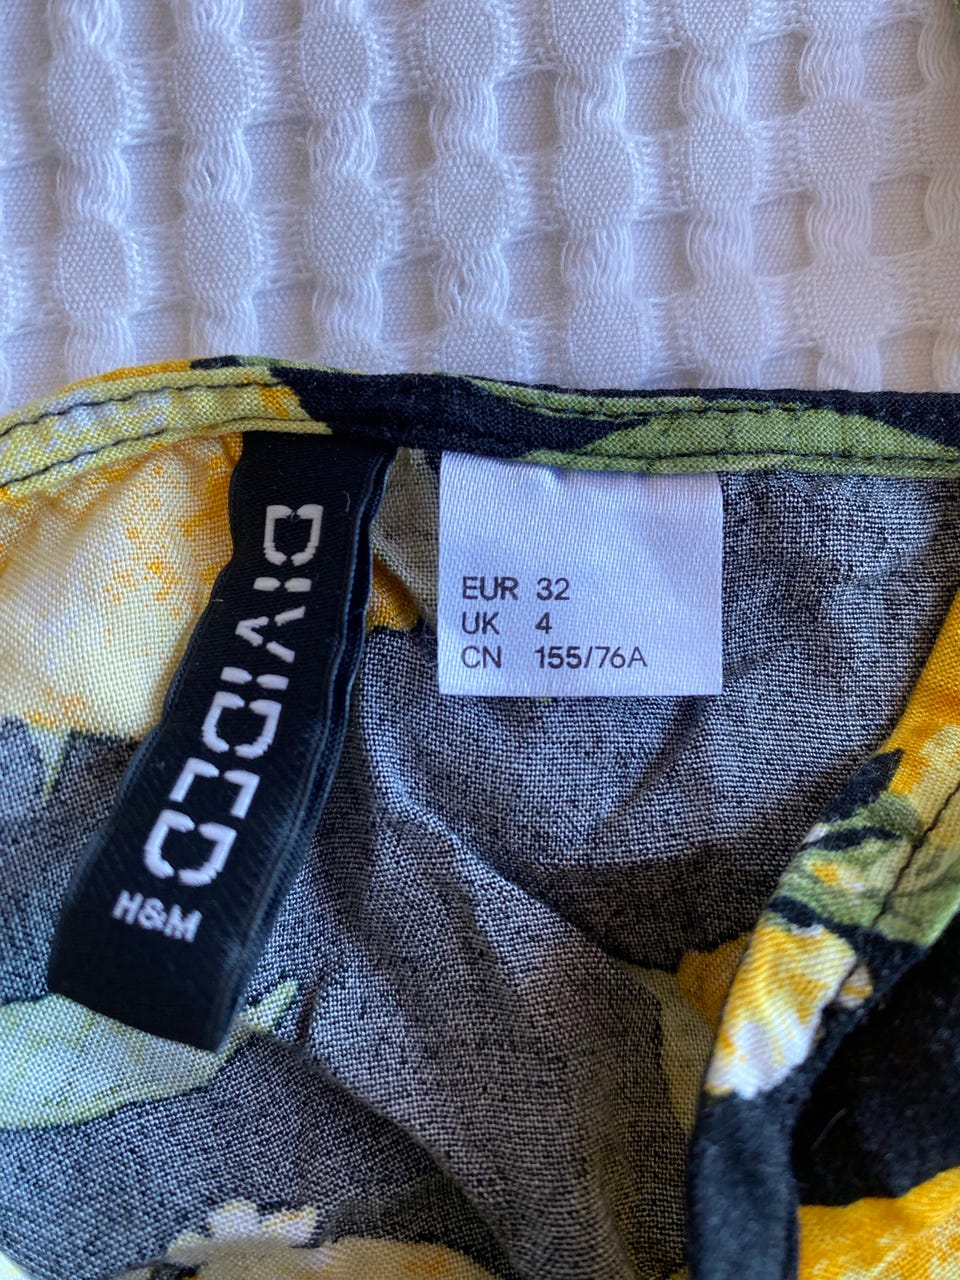 DIVIDED
H&M
EUR 32
UK 4
CN 155/76A